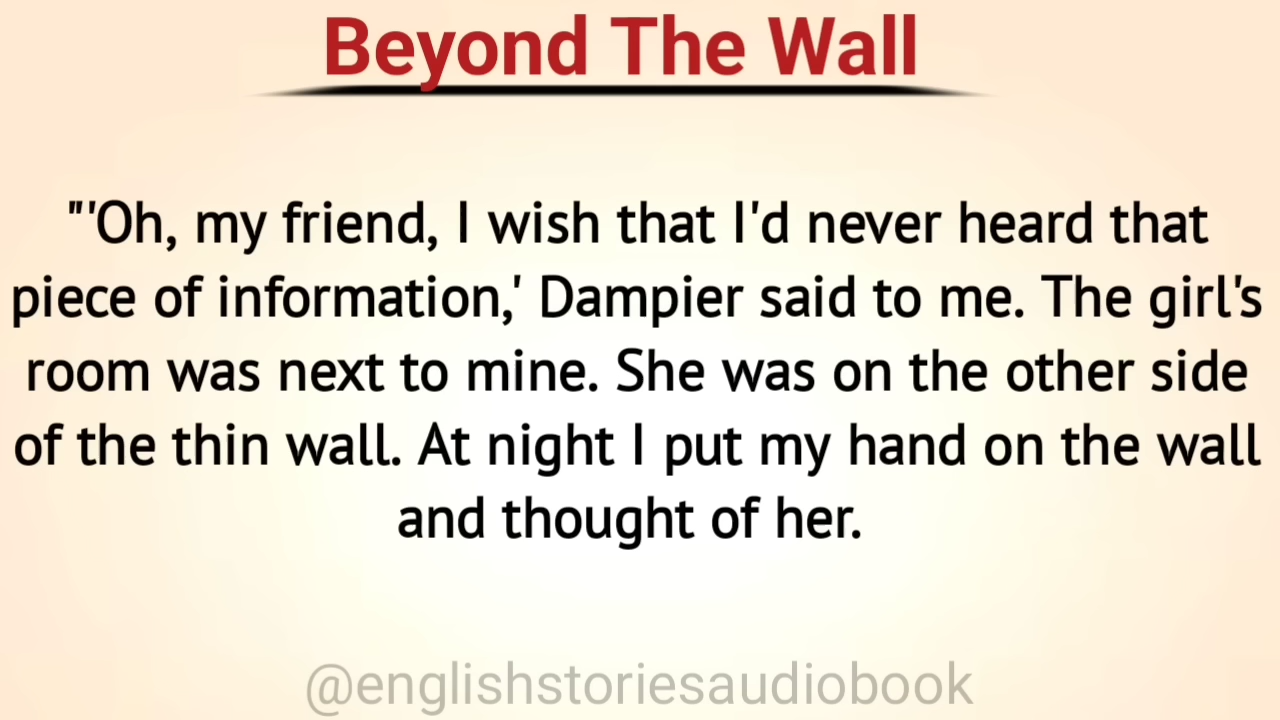 Beyond The Wall
"'Oh, my friend, I wish that I'd never heard that
piece of information,' Dampier said to me. The girl's
room was next to mine. She was on the other side
of the thin wall. At night I put my hand on the wall
and thought of her.
@englishstoriesaudiobook